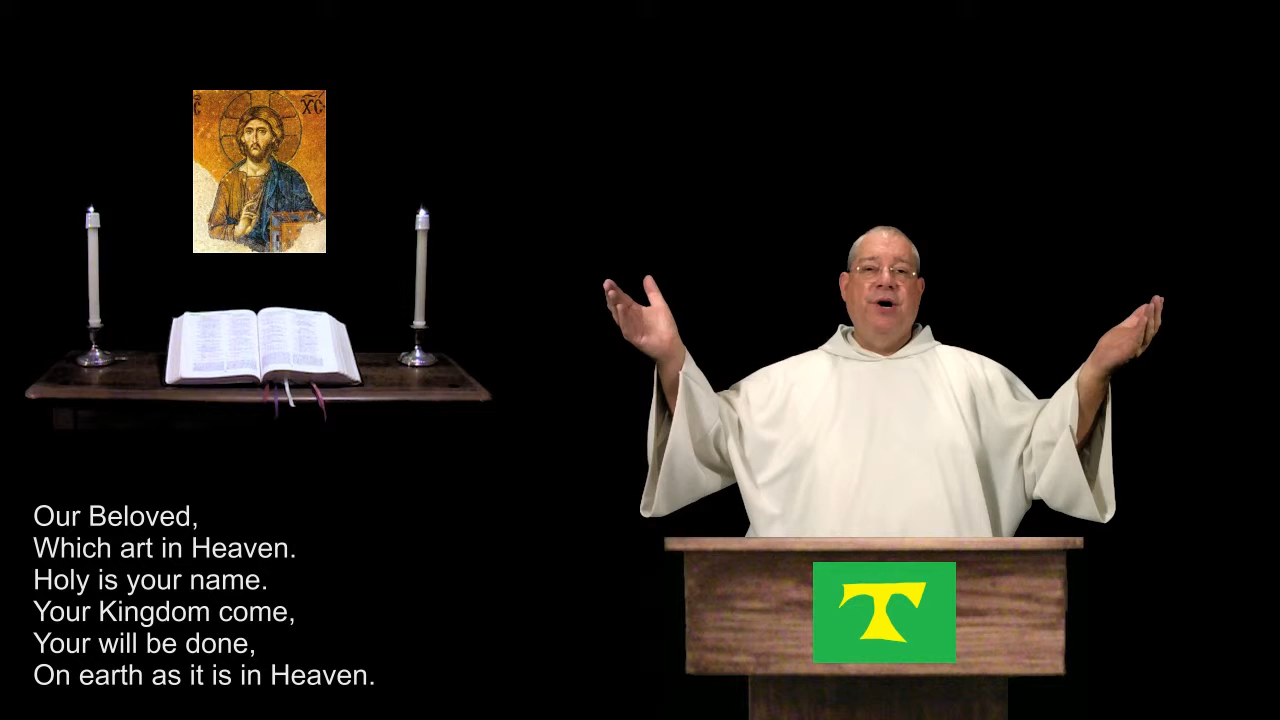 XC
Our Beloved,
Which art in Heaven.
Holy is your name.
Your Kingdom come,
Your will be done,
On earth as it is in Heaven.
T